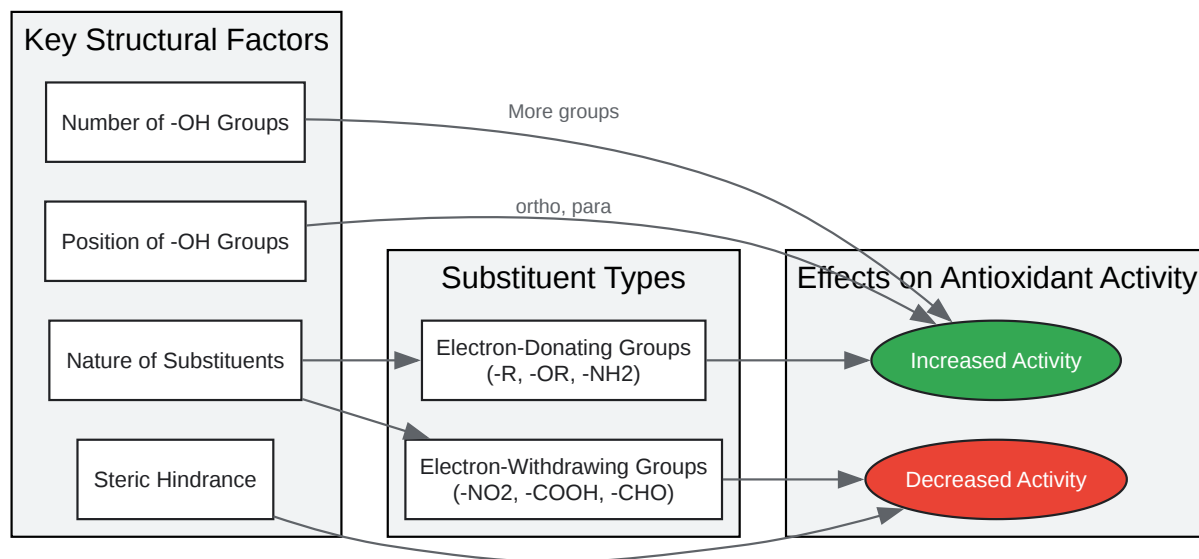 Key Structural Factors
Number of -OH Groups
More groups
Position of -OH Groups
ortho, para
Substituent Types
Effects on Antioxidant Activity
Nature of Substituents
Electron-Donating Groups
(-R, -OR, -NH2)
Increased Activity
Steric Hindrance
Electron-Withdrawing Groups
(-NO2, -COOH, -CHO)
Decreased Activity